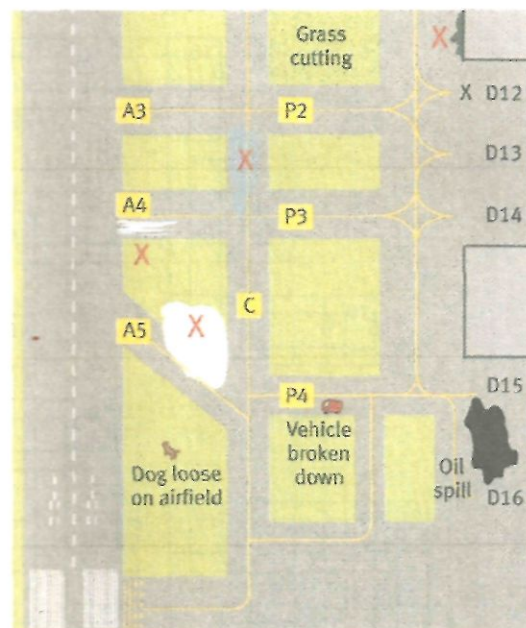 Grass
cutting
X
X D12
A3
P2
D13
X
A4
P3
D14
X
C
X
A5
D15
P4
Vehicle
broken
down
Dog loose
on airfield
Oil
spill
D16